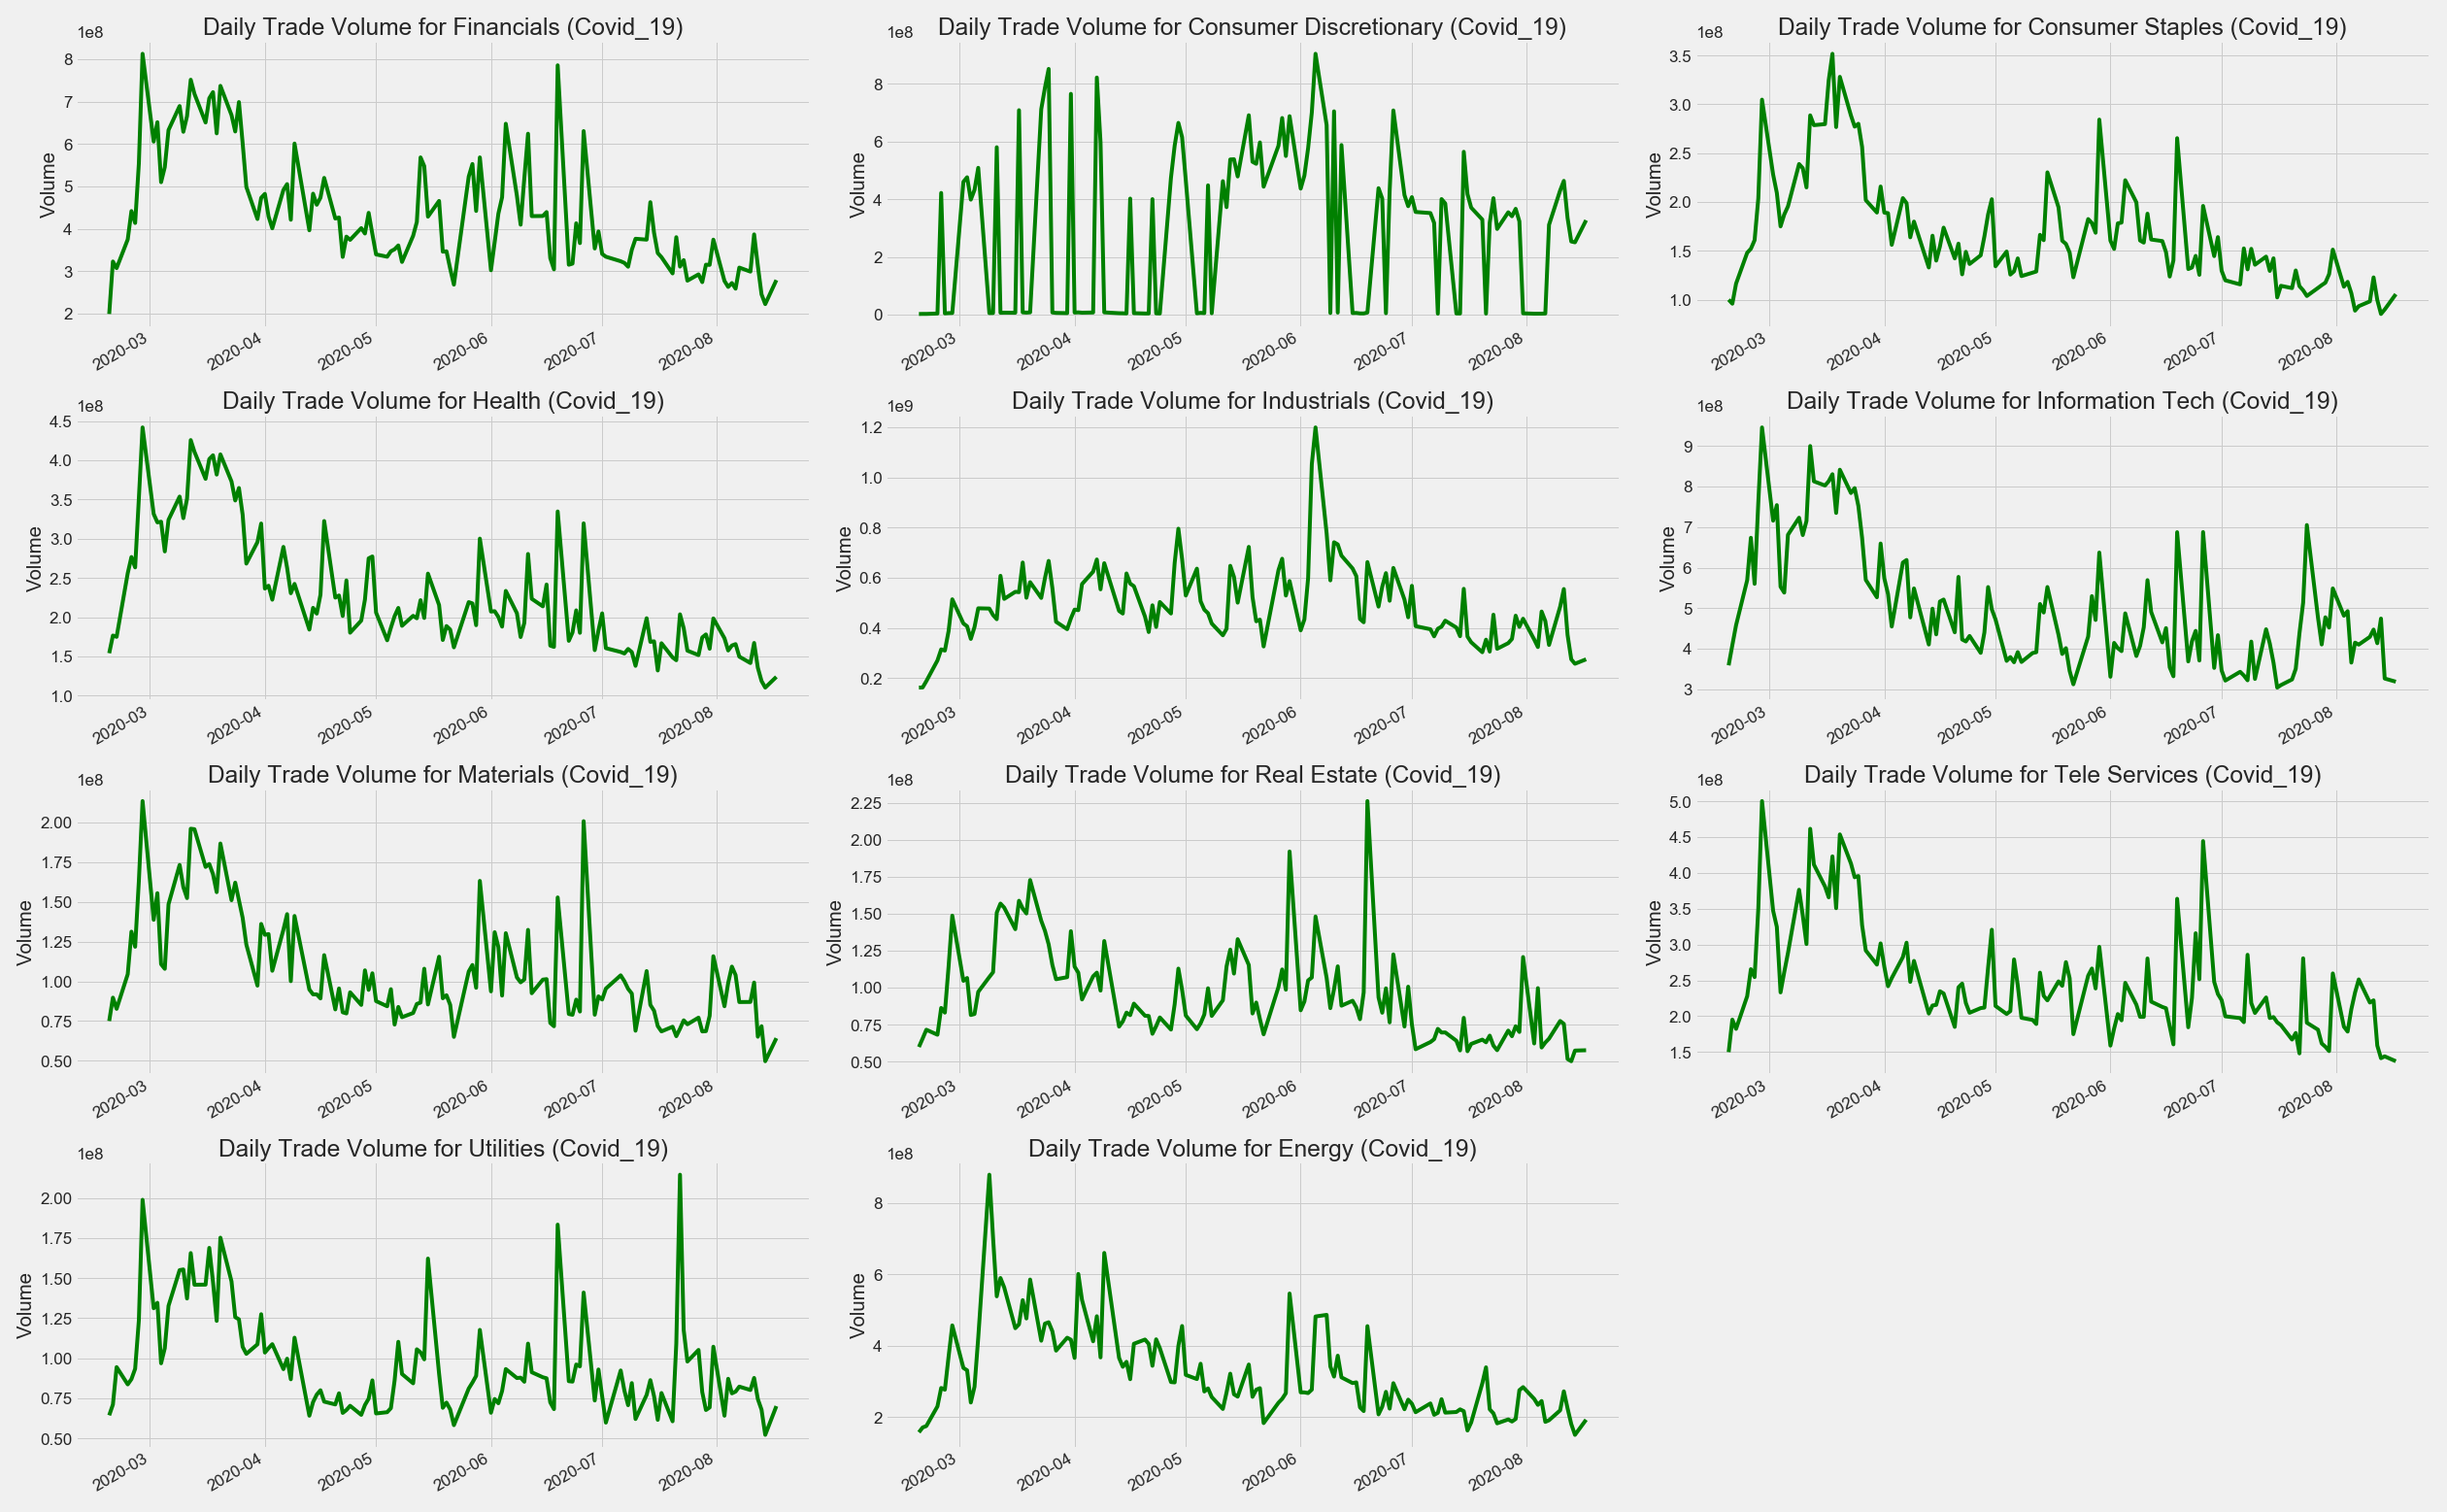 Daily Trade Volume for Financials (Covid_19)
1e8
Volume
8
7
6
5
4
3
2
2020-03 2020-04 2020-05 2020-06 2020-07 2020-08
Daily Trade Volume for Consumer Discretionary (Covid_19)
1e8
Volume
8
6
4
2
0
2020-03 2020-04 2020-05 2020-06 2020-07 2020-08
Daily Trade Volume for Consumer Staples (Covid_19)
1e8
Volume
3.5
3.0
2.5
2.0
1.5
1.0
2020-03 2020-04 2020-05 2020-06 2020-07 2020-08
Daily Trade Volume for Health (Covid_19)
1e8
Volume
4.5
4.0
3.5
3.0
2.5
2.0
1.5
1.0
2020-03 2020-04 2020-05 2020-06 2020-07 2020-08
Daily Trade Volume for Industrials (Covid_19)
1e9
Volume
1.2
1.0
0.8
0.6
0.4
0.2
2020-03 2020-04 2020-05 2020-06 2020-07 2020-08
Daily Trade Volume for Information Tech (Covid_19)
1e8
Volume
9
8
7
6
5
4
3
2020-03 2020-04 2020-05 2020-06 2020-07 2020-08
Daily Trade Volume for Materials (Covid_19)
1e8
Volume
2.00
1.75
1.50
1.25
1.00
0.75
0.50
2020-03 2020-04 2020-05 2020-06 2020-07 2020-08
Daily Trade Volume for Real Estate (Covid_19)
1e8
Volume
2.25
2.00
1.75
1.50
1.25
1.00
0.75
0.50
2020-03 2020-04 2020-05 2020-06 2020-07 2020-08
Daily Trade Volume for Tele Services (Covid_19)
1e8
Volume
5.0
4.5
4.0
3.5
3.0
2.5
2.0
1.5
2020-03 2020-04 2020-05 2020-06 2020-07 2020-08
Daily Trade Volume for Utilities (Covid_19)
1e8
Volume
2.00
1.75
1.50
1.25
1.00
0.75
0.50
2020-03 2020-04 2020-05 2020-06 2020-07 2020-08
Daily Trade Volume for Energy (Covid_19)
1e8
Volume
8
6
4
2
2020-03 2020-04 2020-05 2020-06 2020-07 2020-08